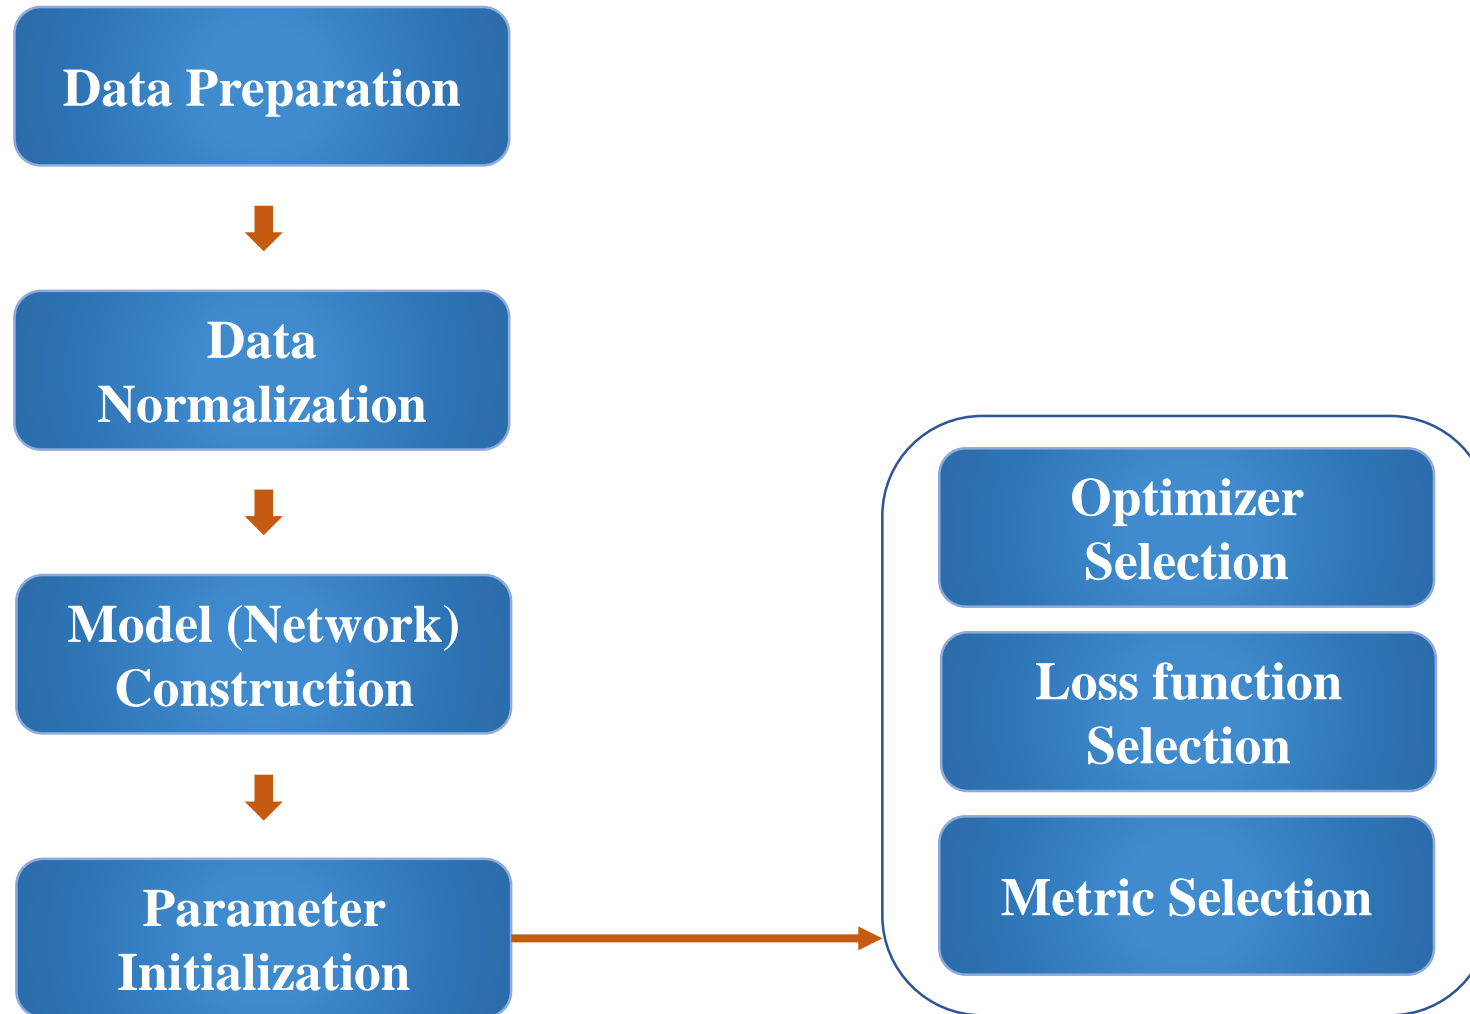 Data Preparation
Data
Normalization
Model (Network)
Construction
Parameter
Initialization
Optimizer
Selection
Loss function
Selection
Metric Selection